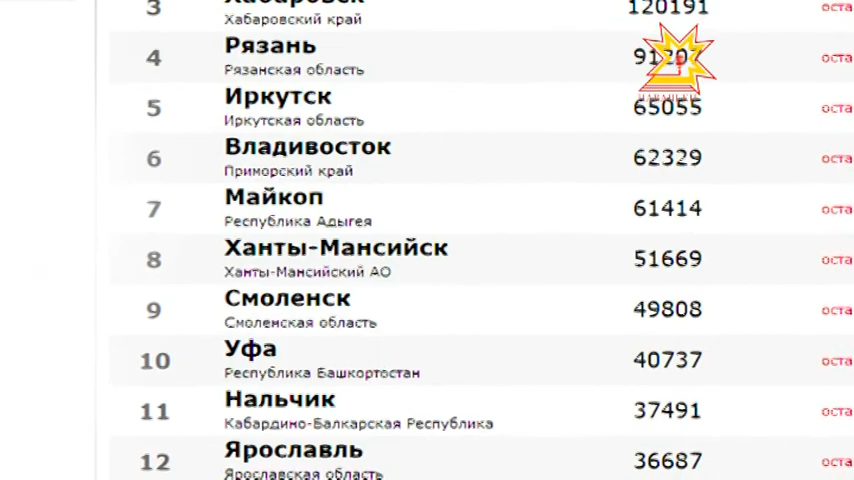 3 Хабаровск 120191 оста
Хабаровский край
4 Рязань оста
Рязанская область
5 Иркутск 65055 оста
Иркутская область
6 Владивосток 62329 оста
Приморский край
7 Майкоп 61414 оста
Республика Адыгея
8 Ханты-Мансийск 51669 оста
Ханты-Мансийский АО
9 Смоленск 49808 оста
Смоленская область
10 Уфа 40737 оста
Республика Башкортостан
11 Нальчик 37491 оста
Кабардино-Балкарская Республика
12 Ярославль 36687 оста
Ярославская область